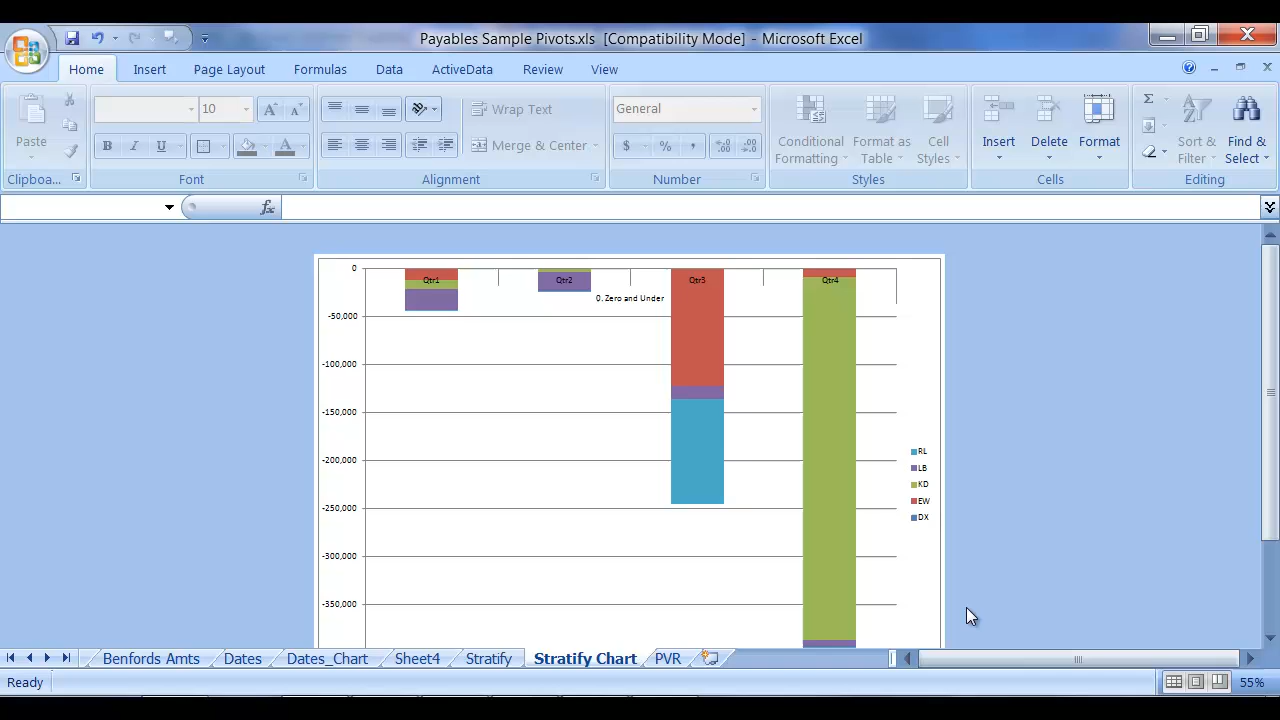 Payables Sample Pivots.xls [Compatibility Mode] - Microsoft Excel
Home Insert Page Layout Formulas Data ActiveData Review View
Paste
10
B I U
A A
Wrap Text
Merge & Center
General
$ % ,
Conditional Formatting
Format as Table
Cell Styles
Insert
Delete
Format
Σ
Sort & Filter
Find & Select
Clipboa...
Font
Alignment
Number
Styles
Cells
Editing
fx
0
-50,000
-100,000
-150,000
-200,000
-250,000
-300,000
-350,000
Qtr1 Qtr2 Qtr3 Qtr4
0. Zero and Under
RL
LB
KD
EW
DX
Benfords Amts Dates Dates_Chart Sheet4 Stratify Stratify Chart PVR
Ready
55%